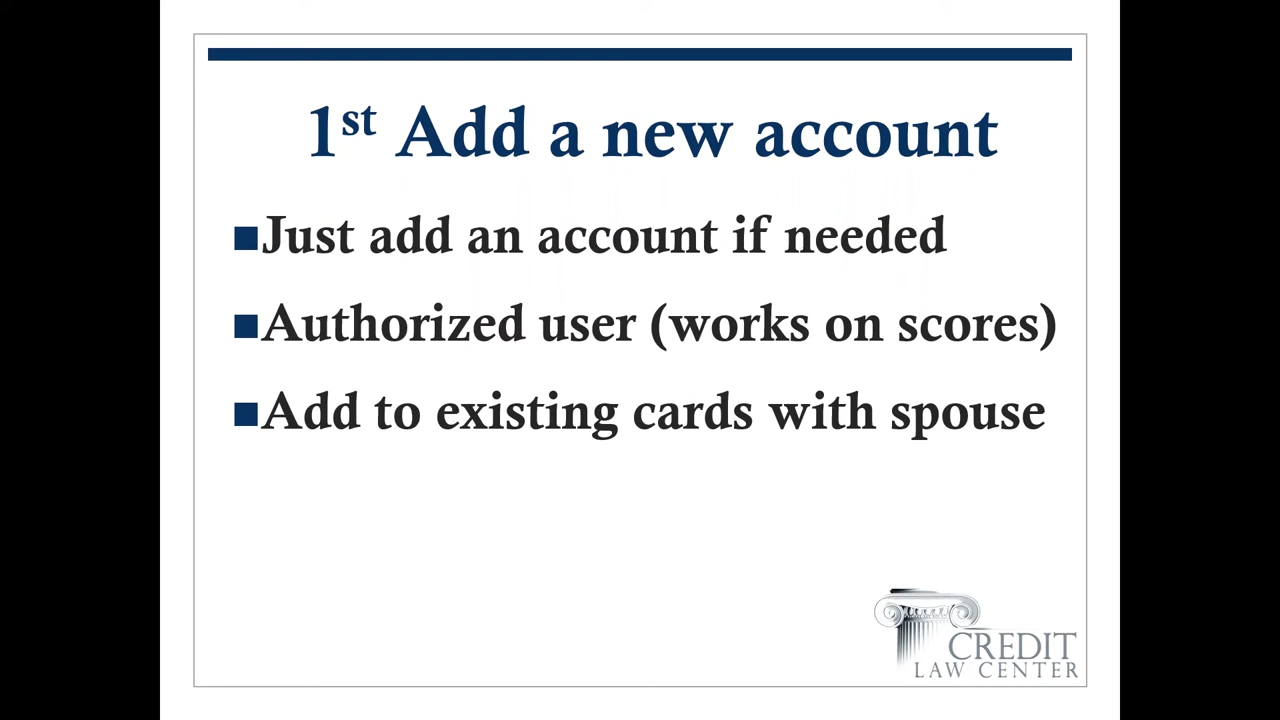 1st Add a new account
■Just add an account if needed
■Authorized user (works on scores)
■Add to existing cards with spouse
CREDIT
LAW CENTER